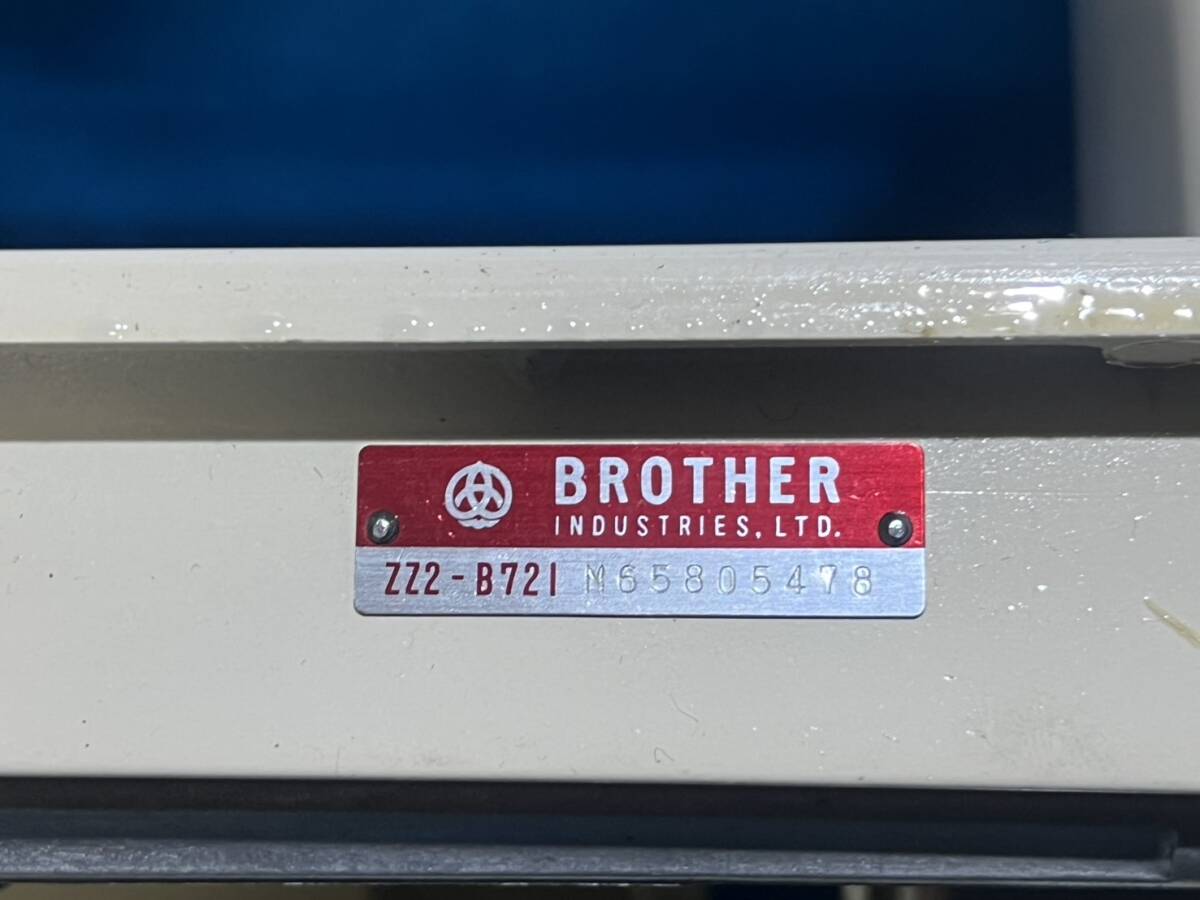 BROTHER
INDUSTRIES, LTD.
ZZ2-B721 M65805478